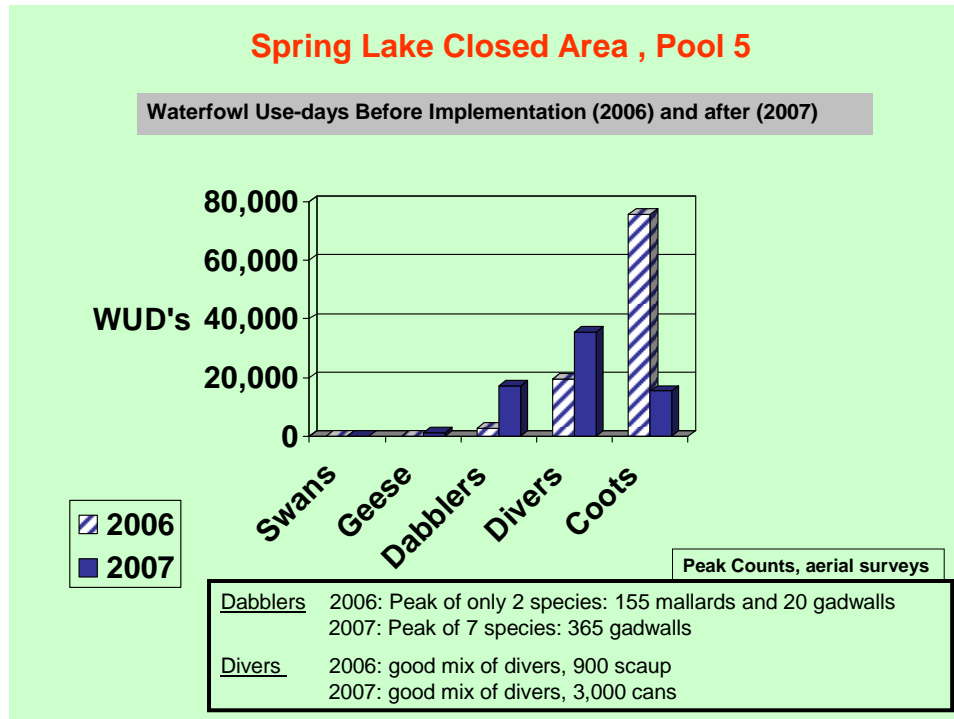 Spring Lake Closed Area , Pool 5
Waterfowl Use-days Before Implementation (2006) and after (2007)
80,000
60,000
WUD's 40,000
20,000
0
Swans
Geese
Dabblers
Divers
Coots
2006
2007
Peak Counts, aerial surveys
Dabblers 2006: Peak of only 2 species: 155 mallards and 20 gadwalls
2007: Peak of 7 species: 365 gadwalls
Divers 2006: good mix of divers, 900 scaup
2007: good mix of divers, 3,000 cans